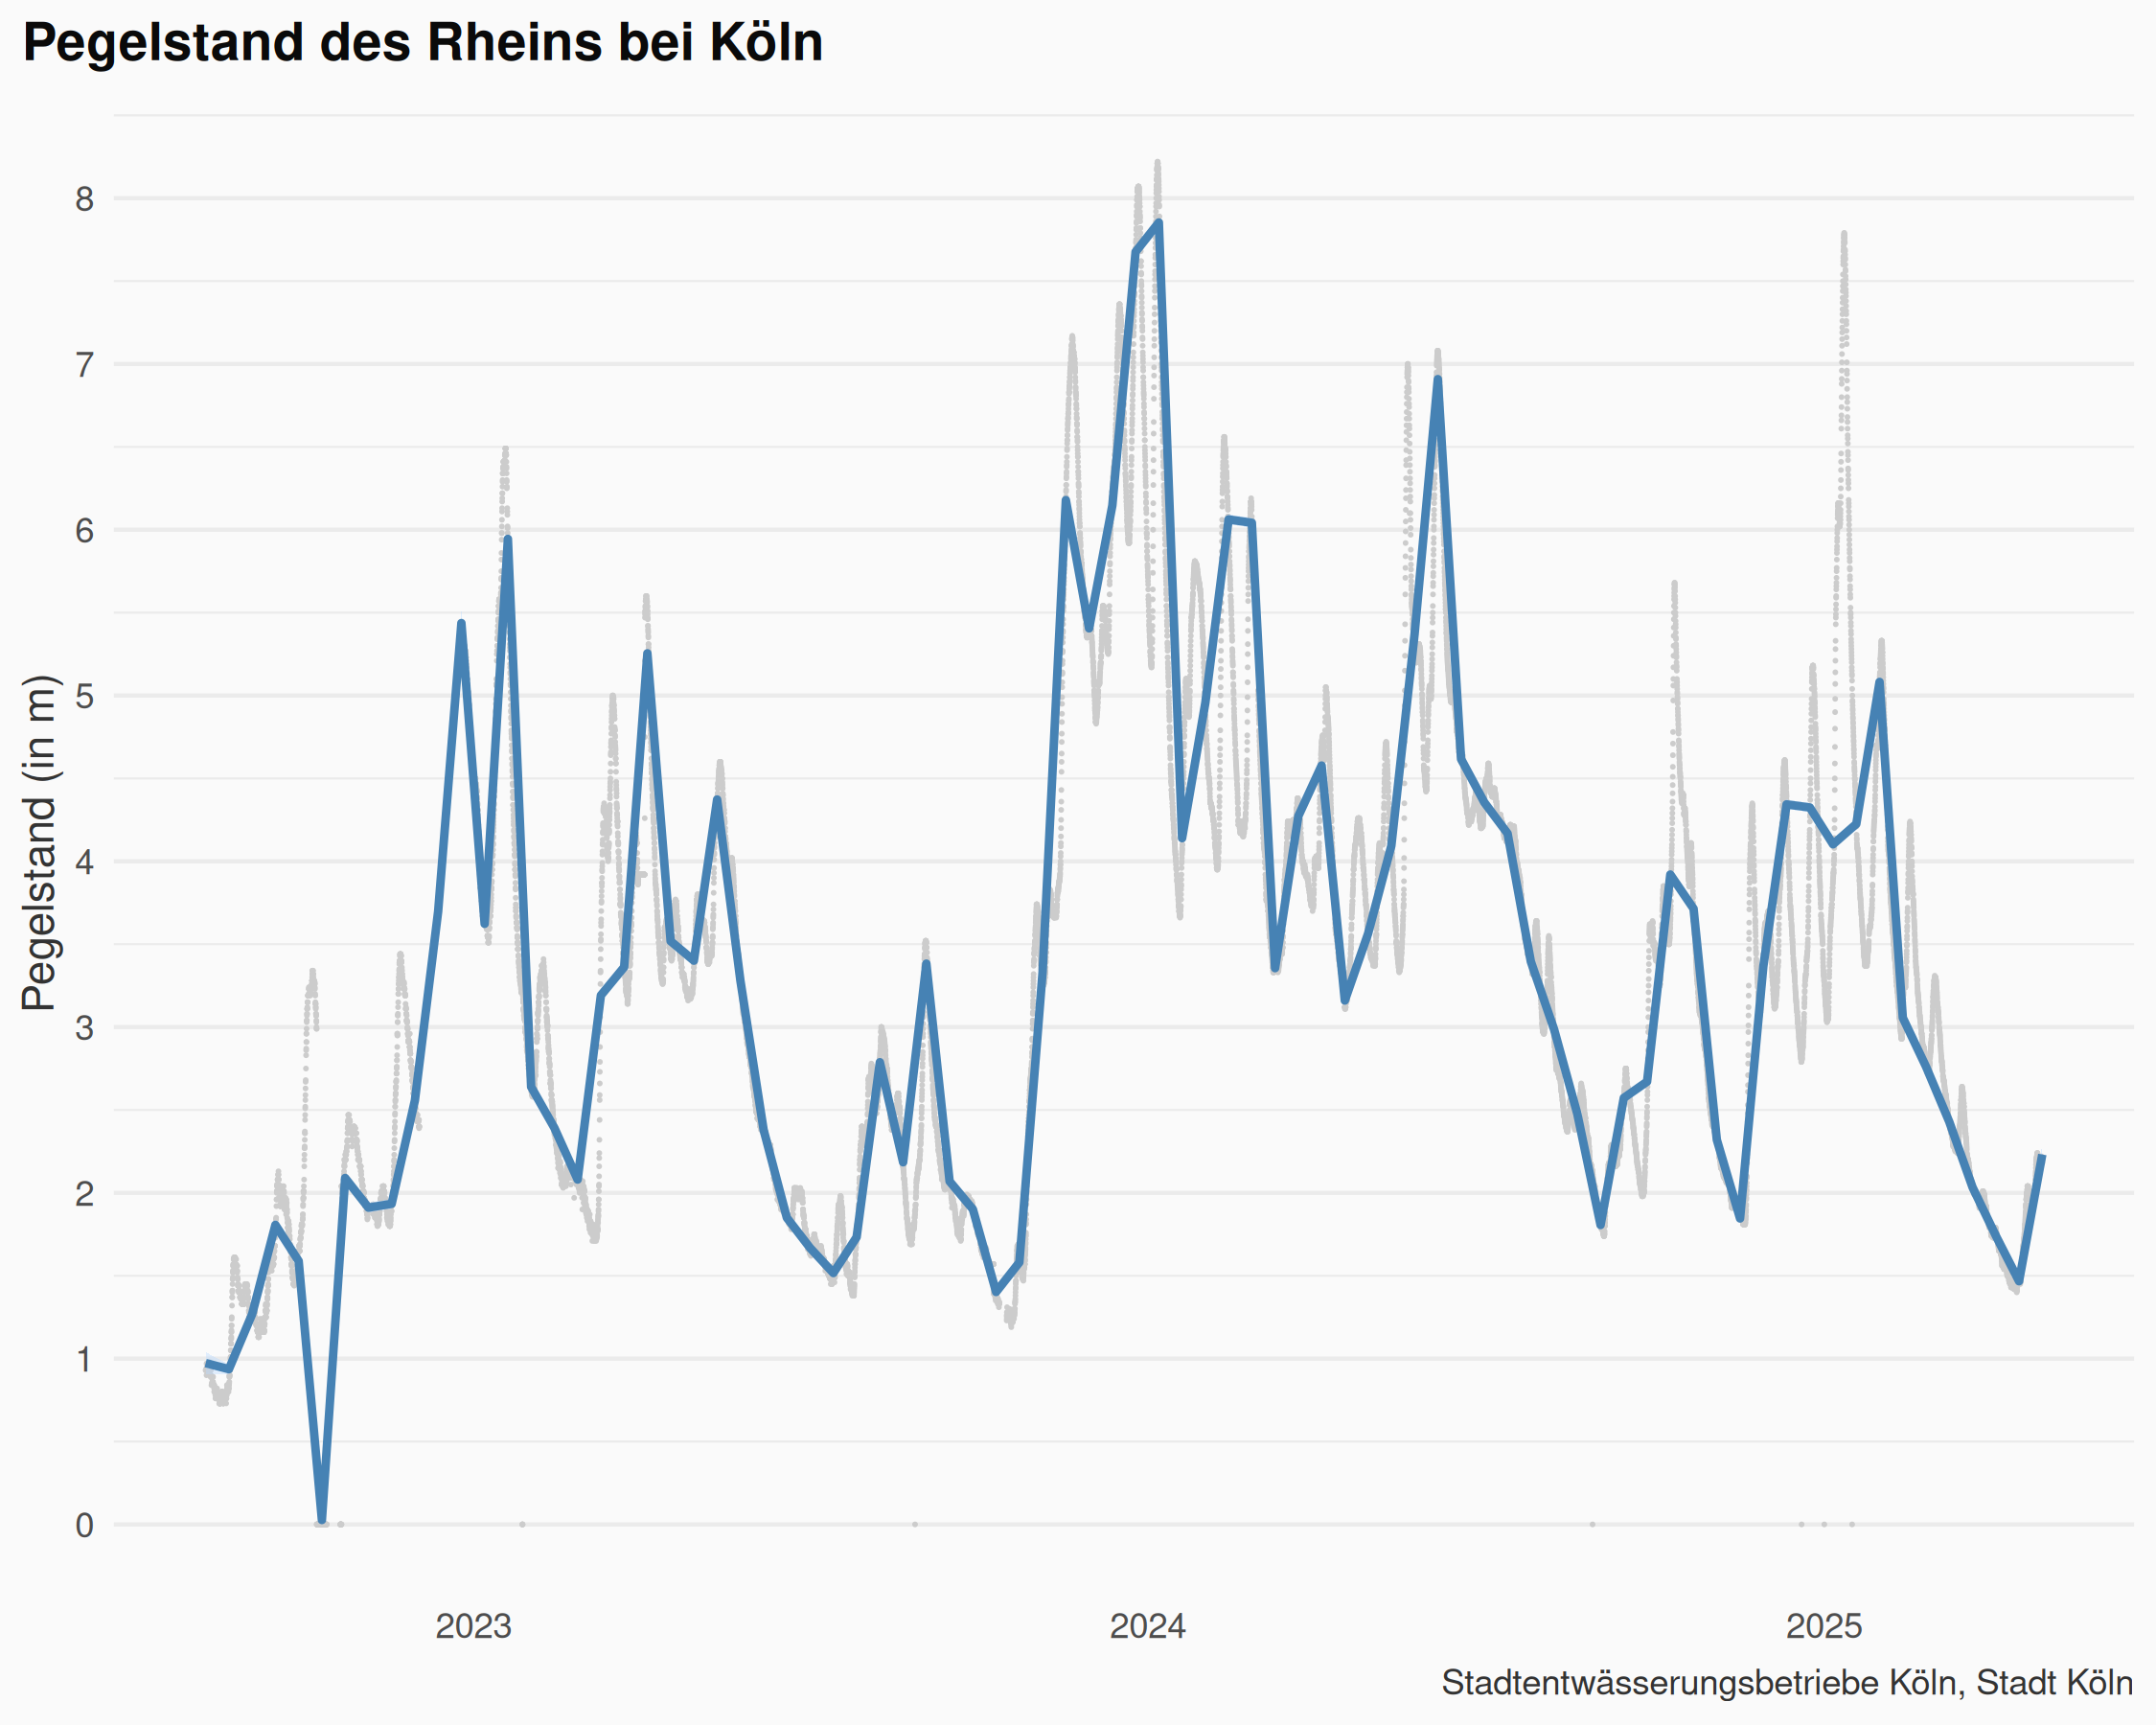 Pegelstand des Rheins bei Köln
Pegelstand (in m)
8
7
6
5
4
3
2
1
0
2023 2024 2025
Stadtentwässerungsbetriebe Köln, Stadt Köln